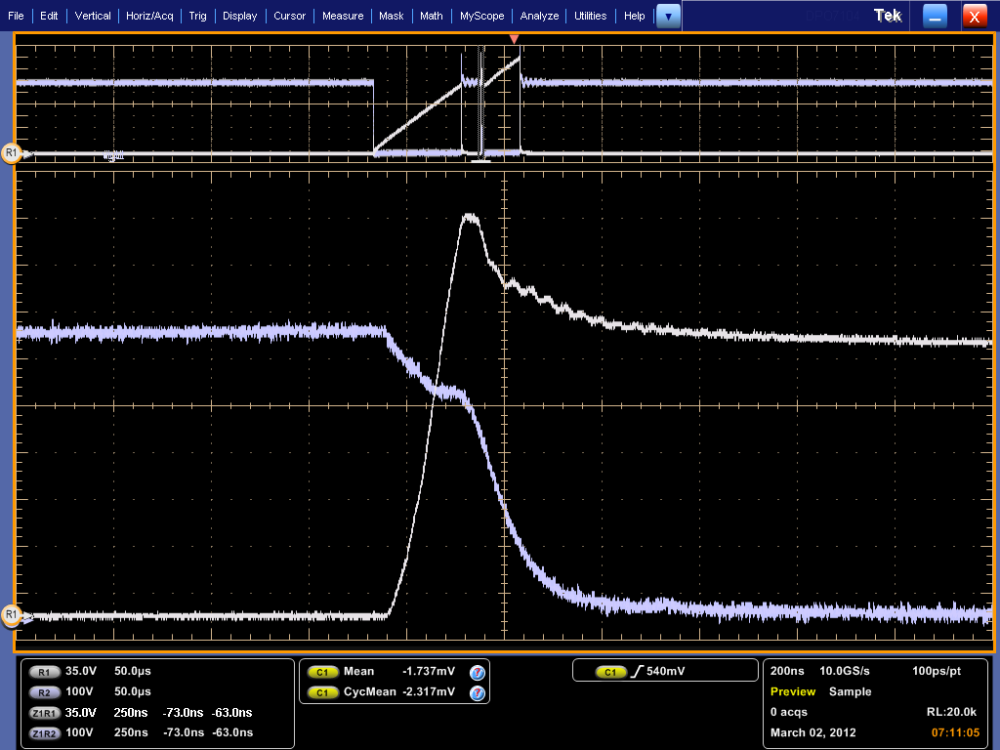 File Edit Vertical Horiz/Acq Trig Display Cursor Measure Mask Math MyScope Analyze Utilities Help Tek X
R1
R1
R1 35.0V 50.0µs
R2 100V 50.0µs
Z1R1 35.0V 250ns -73.0ns -63.0ns
Z1R2 100V 250ns -73.0ns -63.0ns
C1 Mean -1.737mV
C1 CycMean -2.317mV
C1 540mV
200ns 10.0GS/s 100ps/pt
Preview Sample
0 acqs RL:20.0k
March 02, 2012 07:11:05